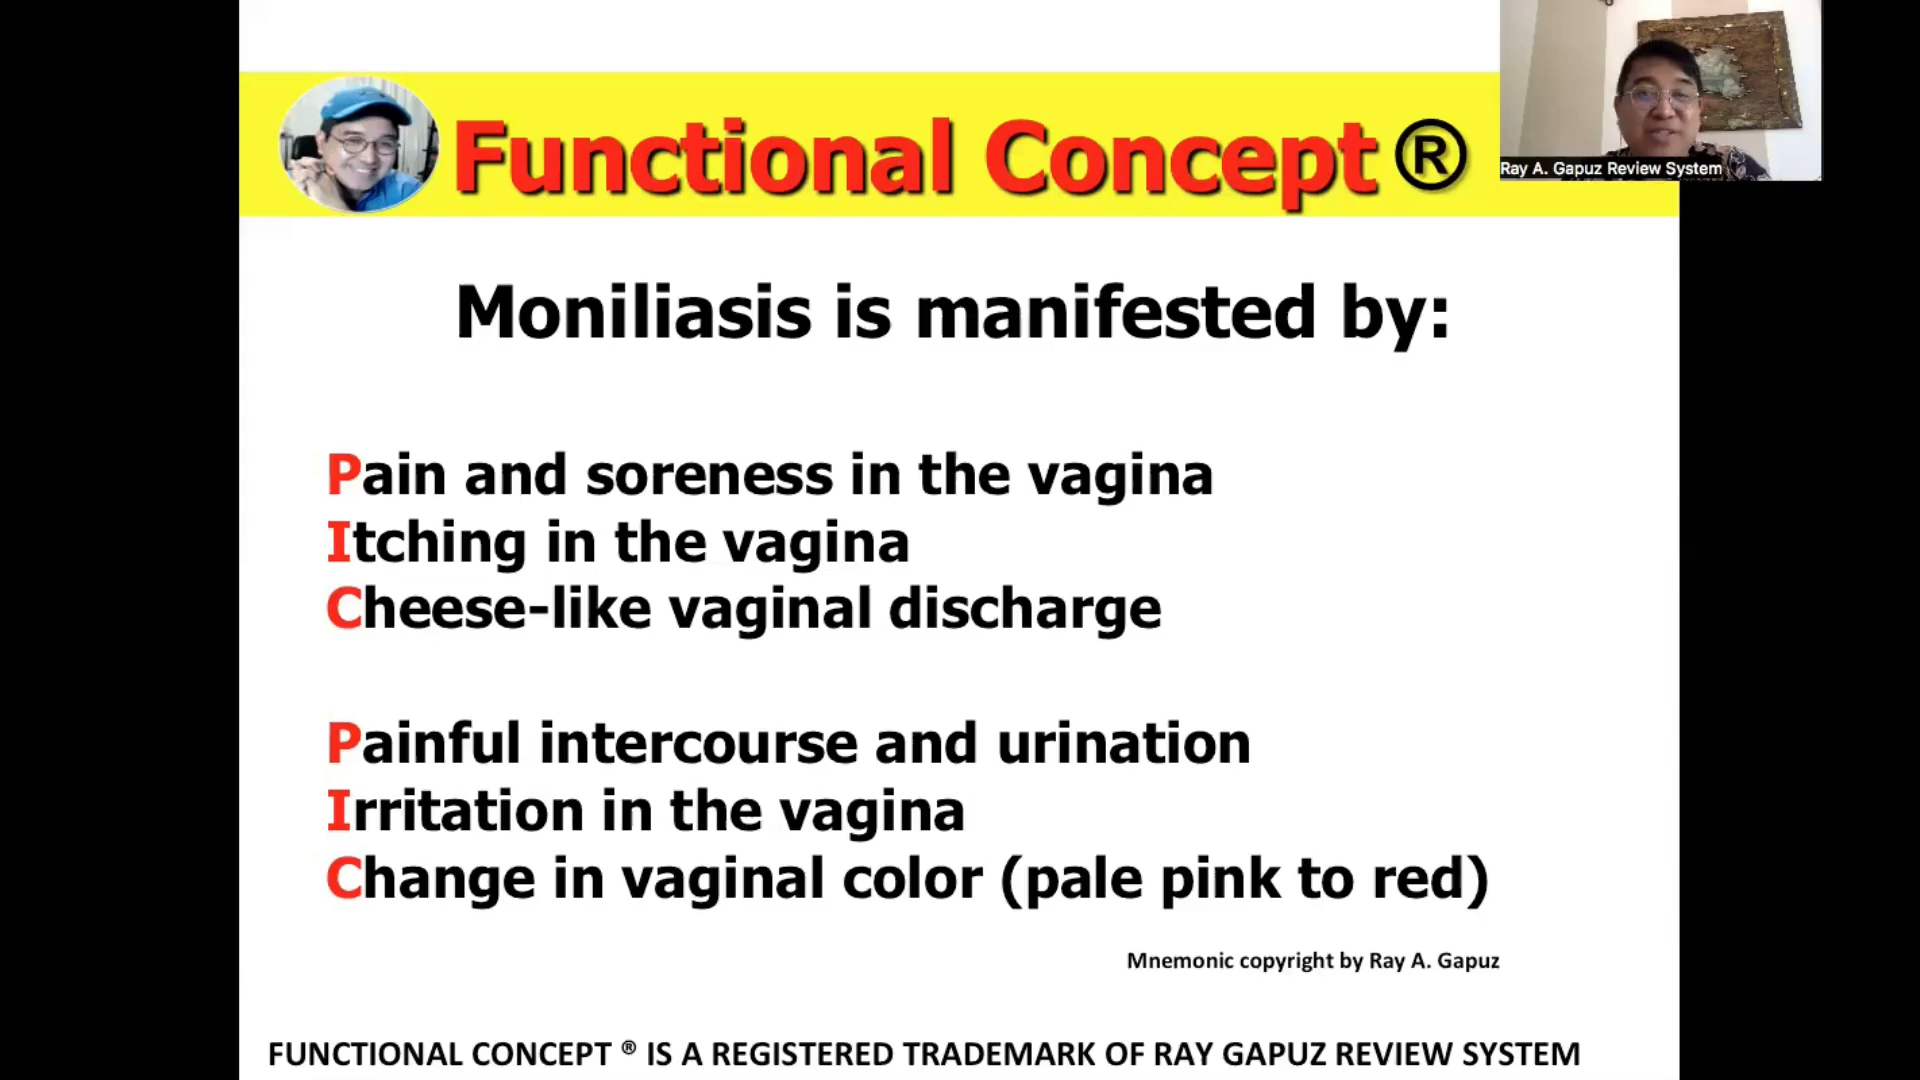 Functional Concept ®
Ray A. Gapuz Review System
Moniliasis is manifested by:
Pain and soreness in the vagina
Itching in the vagina
Cheese-like vaginal discharge
Painful intercourse and urination
Irritation in the vagina
Change in vaginal color (pale pink to red)
Mnemonic copyright by Ray A. Gapuz
FUNCTIONAL CONCEPT ® IS A REGISTERED TRADEMARK OF RAY GAPUZ REVIEW SYSTEM